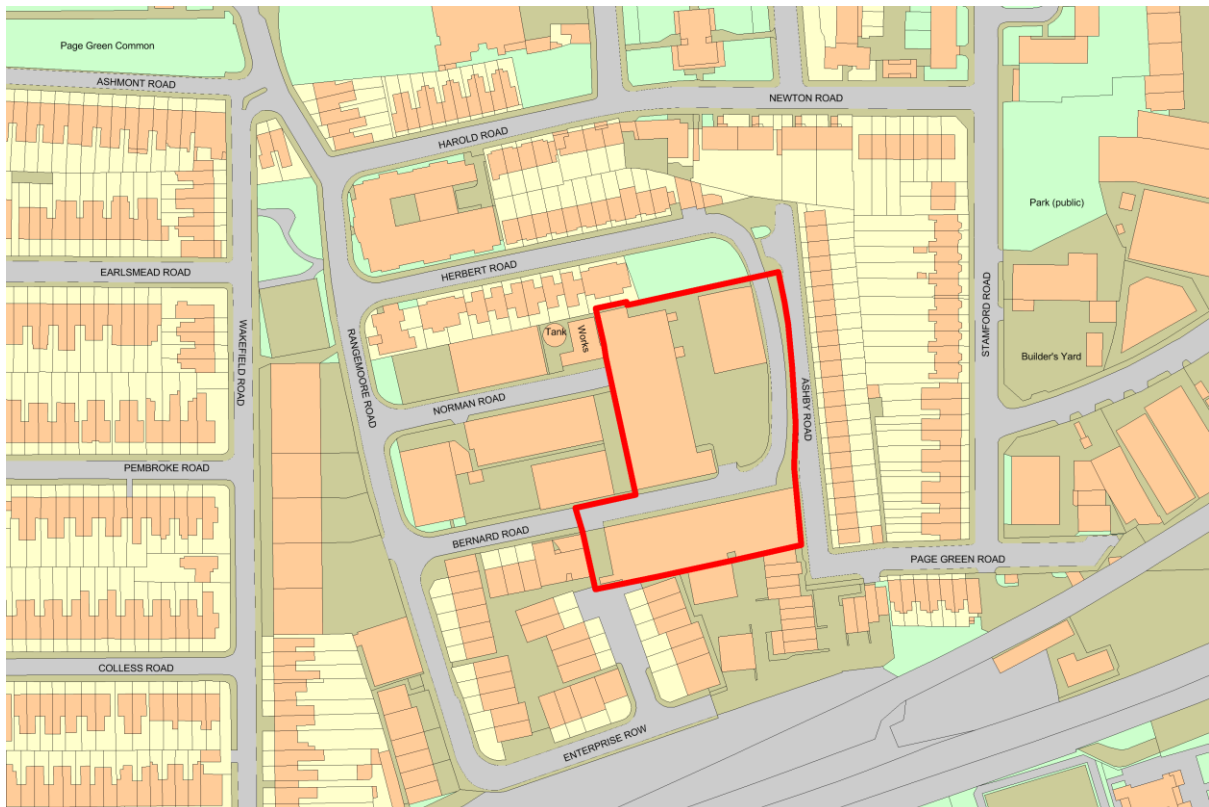 Page Green Common
ASHMONT ROAD
NEWTON ROAD
HAROLD ROAD
Park (public)
EARLSMEAD ROAD
HERBERT ROAD
WAKEFIELD ROAD
RANGEMOORE ROAD
Tank
Works
STAMFORD ROAD
Builder's Yard
ASHBY ROAD
NORMAN ROAD
PEMBROKE ROAD
BERNARD ROAD
PAGE GREEN ROAD
COLLESS ROAD
ENTERPRISE ROW